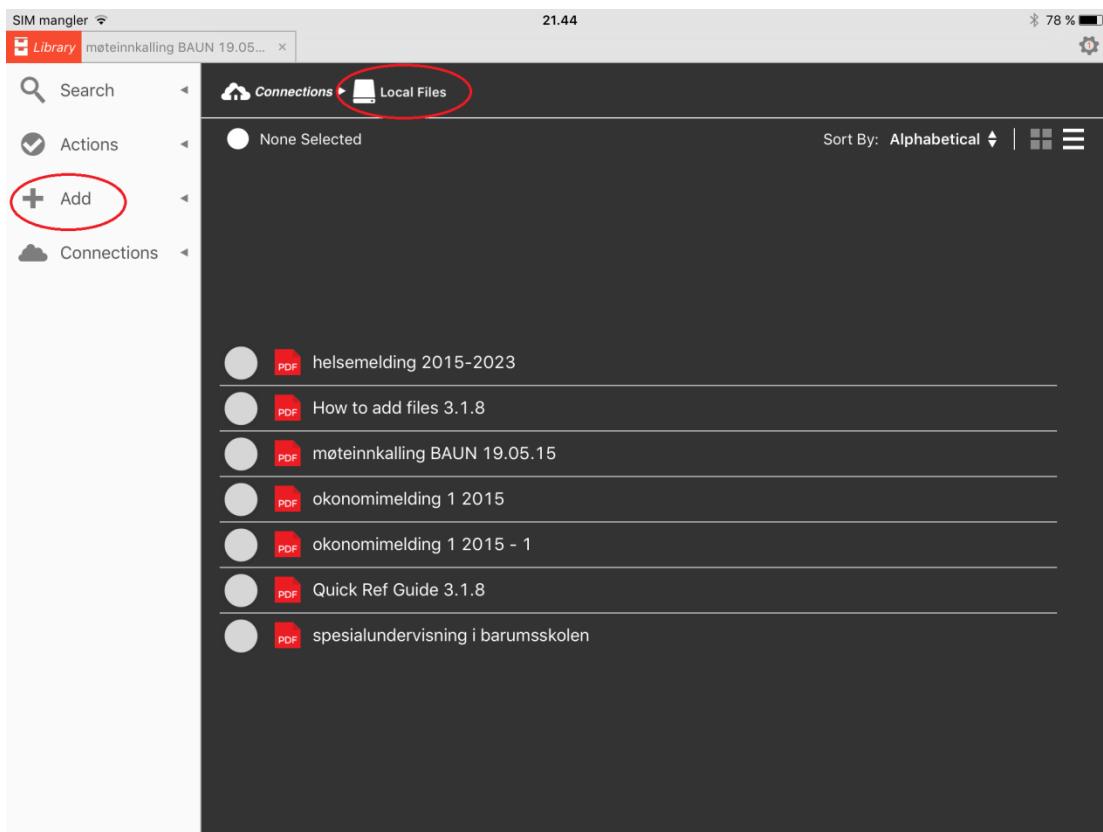 SIM mangler 21.44 78 %
Library møteinnkalling BAUN 19.05... ×
1
Search
Actions
Add
Connections
Connections Local Files
None Selected Sort By: Alphabetical
PDF helsemelding 2015-2023
PDF How to add files 3.1.8
PDF møteinnkalling BAUN 19.05.15
PDF okonomimelding 1 2015
PDF okonomimelding 1 2015 - 1
PDF Quick Ref Guide 3.1.8
PDF spesialundervisning i barumsskolen